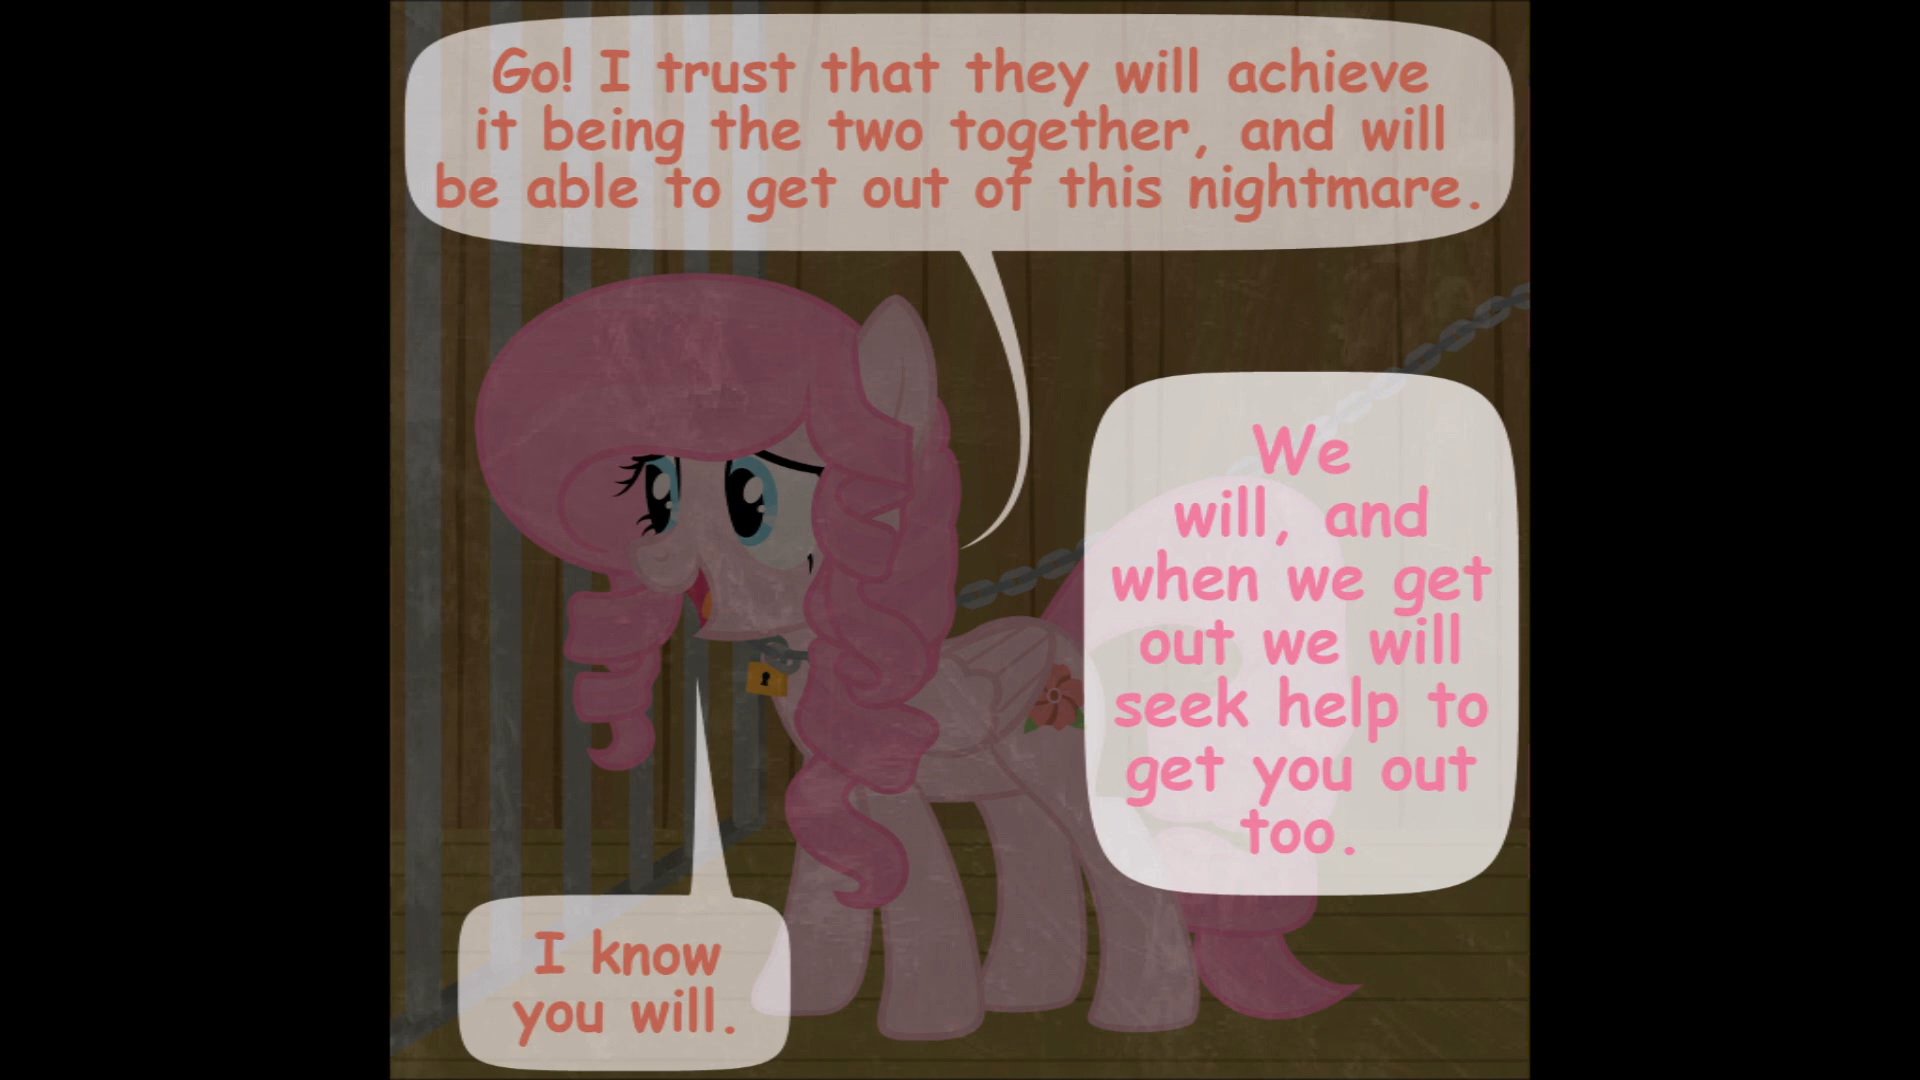 Go! I trust that they will achieve
it being the two together, and will
be able to get out of this nightmare.
We
will, and
when we get
out we will
seek help to
get you out
too.
I know
you will.